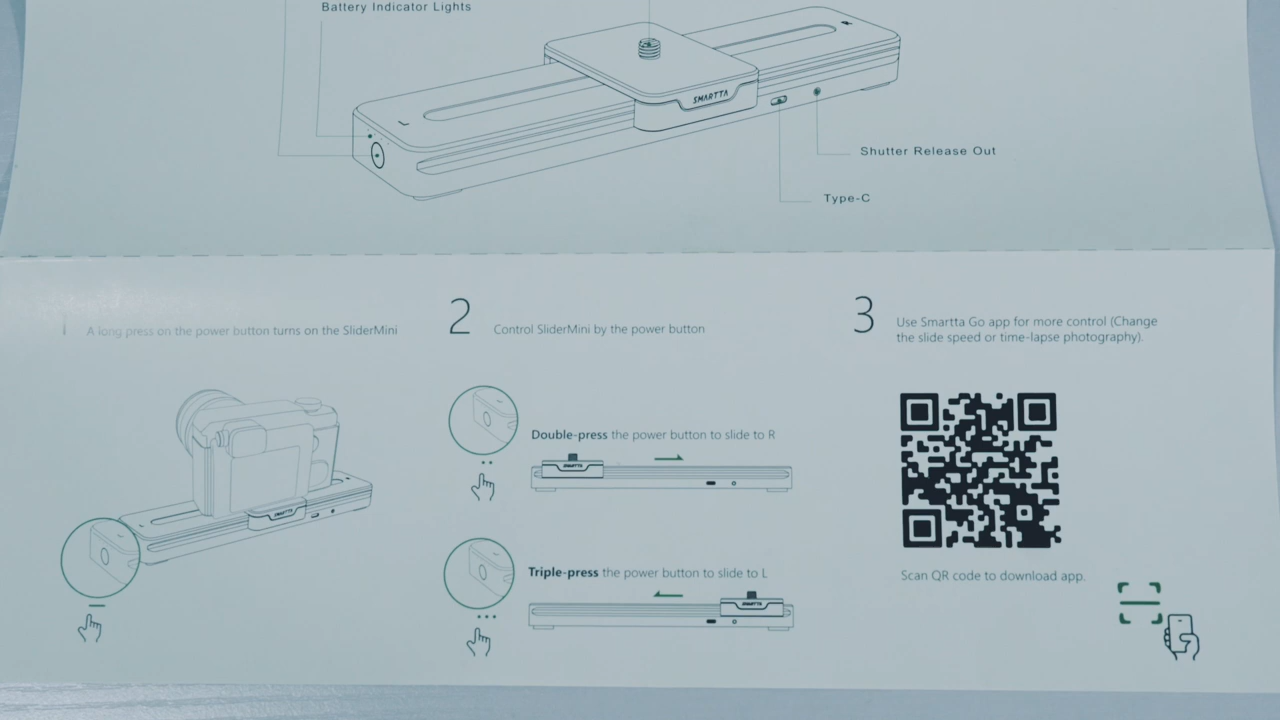 Battery Indicator Lights
SMARTTA
L
R
Shutter Release Out
Type-C
1
A long press on the power button turns on the SliderMini
SMARTTA
2
Control SliderMini by the power button
Double-press the power button to slide to R
SMARTTA
Triple-press the power button to slide to L
SMARTTA
3
Use Smartta Go app for more control (Change
the slide speed or time-lapse photography).
Scan QR code to download app.